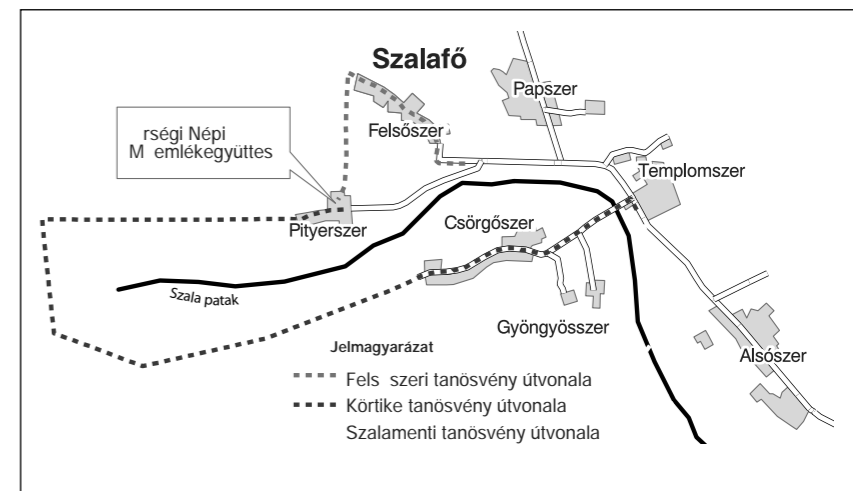 Szalafő
Papszer
Felsőszer
rségi Népi
M emlékegyüttes
Templomszer
Pityerszer
Csörgőszer
Szala patak
Gyöngyösszer
Alsószer
Jelmagyarázat
Fels szeri tanösvény útvonala
Körtike tanösvény útvonala
Szalamenti tanösvény útvonala